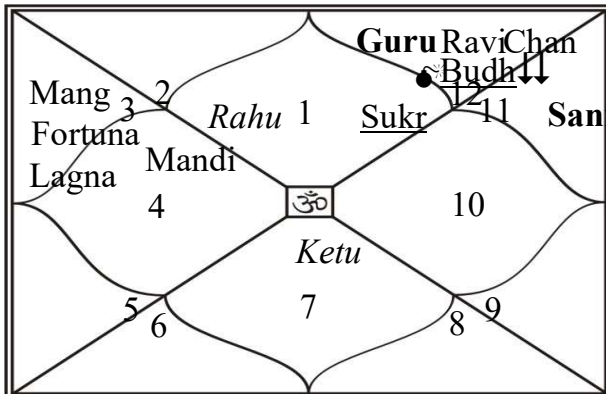 Guru Ravi Chan
Budh
2
12
Mang
3
Rahu
1
Sukr
11
San
Fortuna
Mandi
Lagna
4
ॐ
10
Ketu
5
7
9
6
8